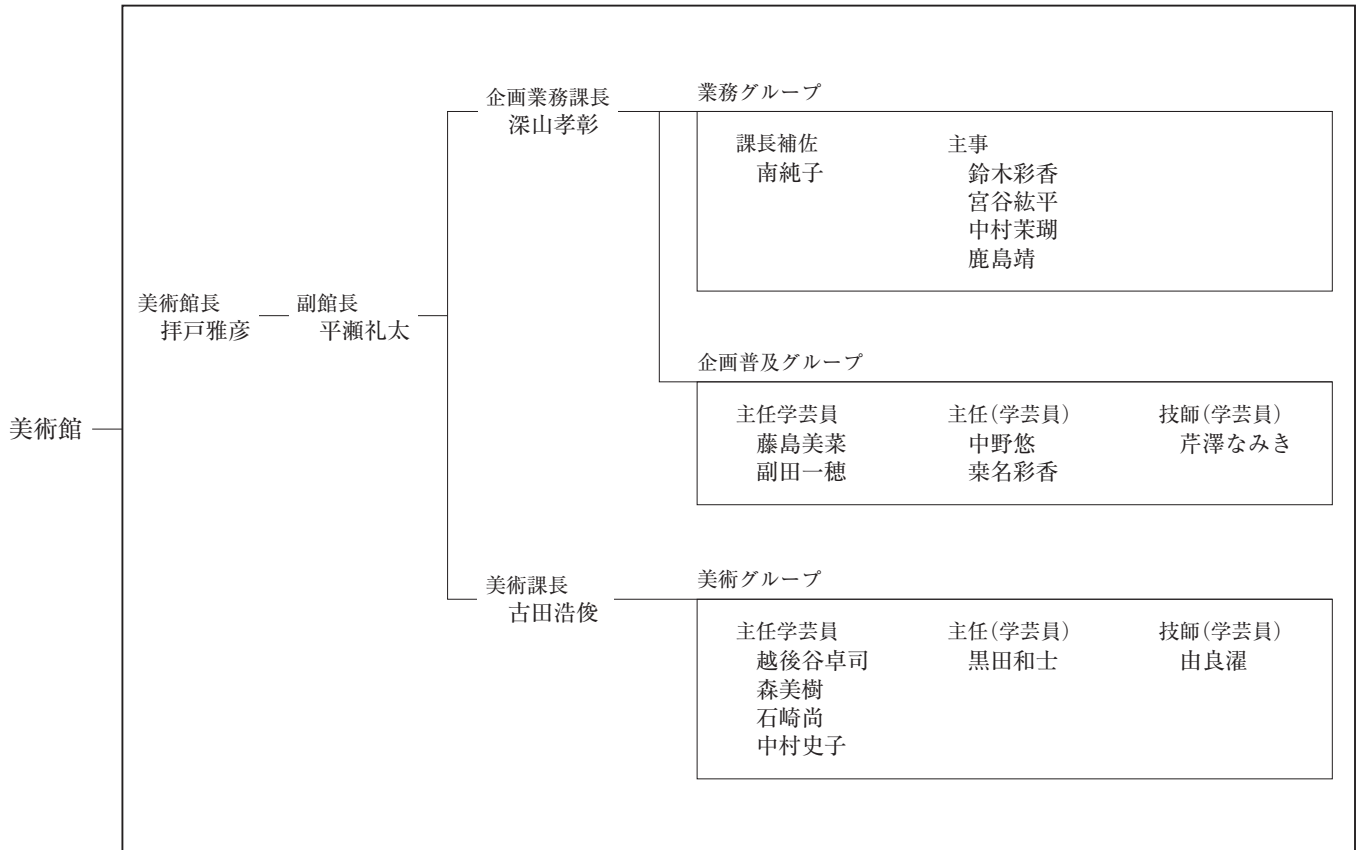 美術館
美術館長
拝戸雅彦
副館長
平瀬礼太
企画業務課長
深山孝彰
業務グループ
課長補佐
南純子
主事
鈴木彩香
宮谷紘平
中村茉瑚
鹿島靖
企画普及グループ
主任学芸員
藤島美菜
副田一穂
主任(学芸員)
中野悠
桒名彩香
技師(学芸員)
芹澤なみき
美術課長
古田浩俊
美術グループ
主任学芸員
越後谷卓司
森美樹
石崎尚
中村史子
主任(学芸員)
黒田和士
技師(学芸員)
由良濯